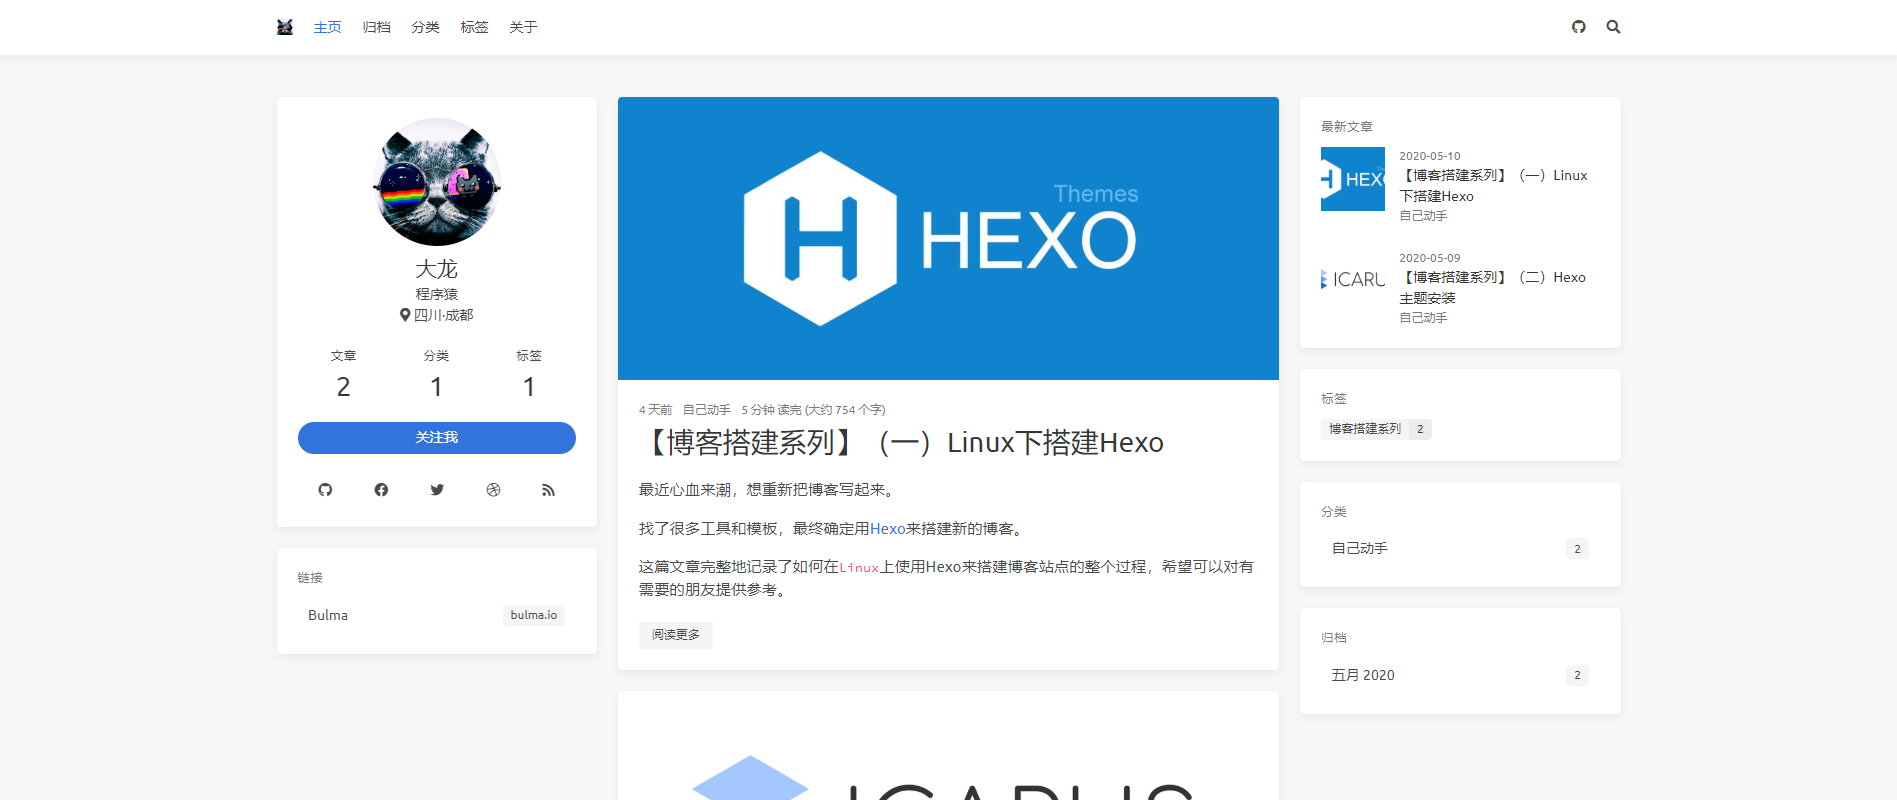 主页 归档 分类 标签 关于
大龙
程序猿
四川·成都
文章 分类 标签
2 1 1
关注我
链接
Bulma bulma.io
Themes
HEXO
4 天前 自己动手 5 分钟 读完 (大约 754 个字)
【博客搭建系列】（一）Linux下搭建Hexo
最近心血来潮，想重新把博客写起来。
找了很多工具和模板，最终确定用Hexo来搭建新的博客。
这篇文章完整地记录了如何在Linux上使用Hexo来搭建博客站点的整个过程，希望可以对有
需要的朋友提供参考。
阅读更多
ICARUS
最新文章
HEX
2020-05-10
【博客搭建系列】（一）Linux
下搭建Hexo
自己动手
ICARU
2020-05-09
【博客搭建系列】（二）Hexo
主题安装
自己动手
标签
博客搭建系列 2
分类
自己动手 2
归档
五月 2020 2